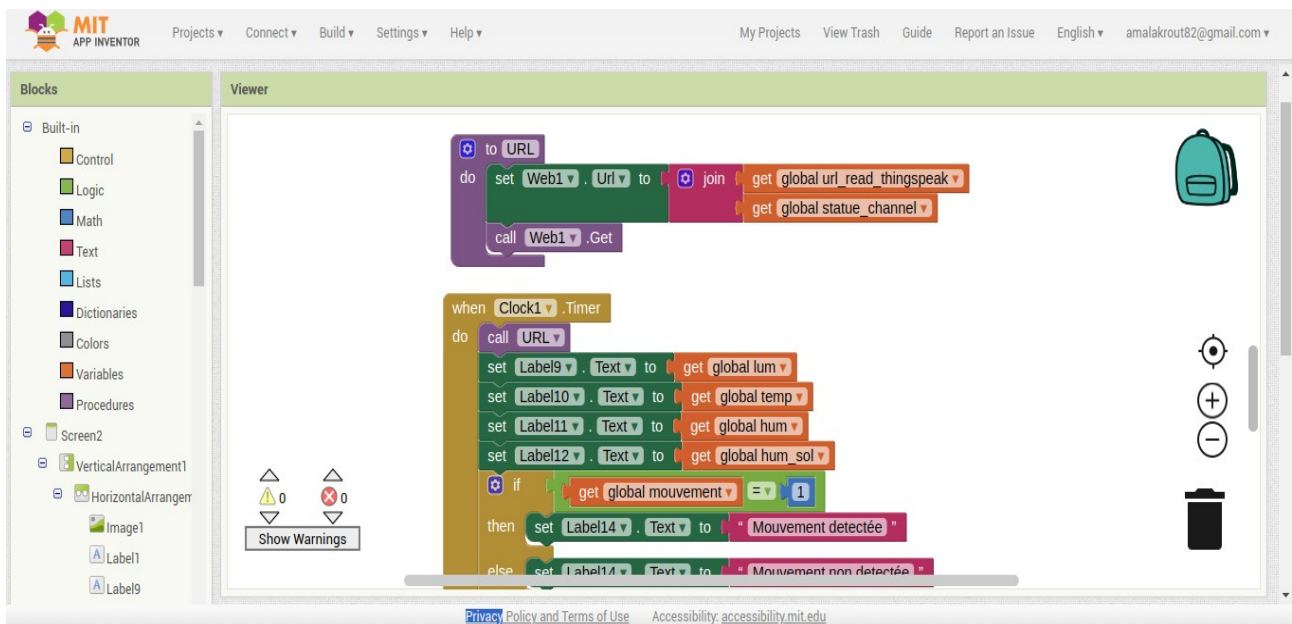 MIT
APP INVENTOR
Projects Connect Build Settings Help My Projects View Trash Guide Report an Issue English amalakrout82@gmail.com
Blocks
Viewer
Built-in
Control
Logic
Math
Text
Lists
Dictionaries
Colors
Variables
Procedures
Screen2
VerticalArrangement1
HorizontalArrangem
Image1
Label1
Label9
to URL
do set Web1 . Url to join get global url_read_thingspeak
get global statue_channel
call Web1 .Get
when Clock1 .Timer
do call URL
set Label9 . Text to get global lum
set Label10 . Text to get global temp
set Label11 . Text to get global hum
set Label12 . Text to get global hum_sol
if get global mouvement = 1
then set Label14 . Text to " Mouvement detectée "
else set Label14 . Text to " Mouvement non detectée "
0 0
Show Warnings
Privacy Policy and Terms of Use Accessibility: accessibility.mit.edu